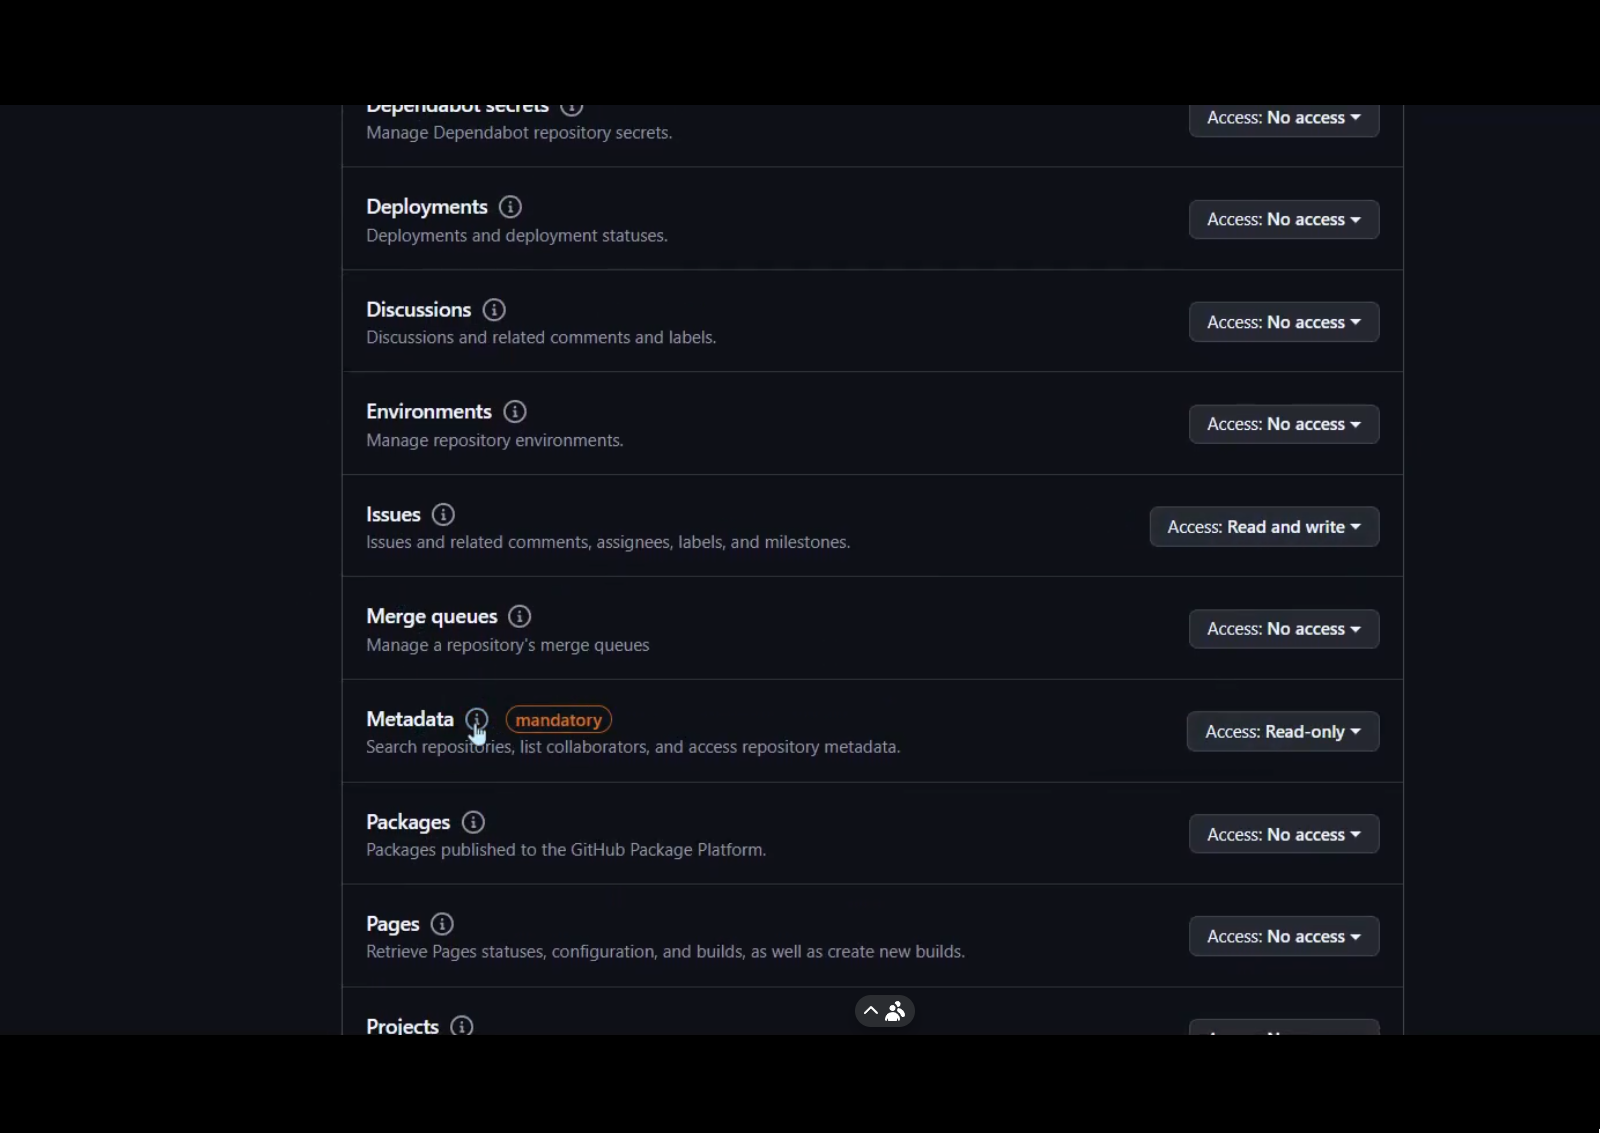 Dependabot secrets
Manage Dependabot repository secrets.
Access: No access
Deployments
Deployments and deployment statuses.
Access: No access
Discussions
Discussions and related comments and labels.
Access: No access
Environments
Manage repository environments.
Access: No access
Issues
Issues and related comments, assignees, labels, and milestones.
Access: Read and write
Merge queues
Manage a repository's merge queues
Access: No access
Metadata mandatory
Search repositories, list collaborators, and access repository metadata.
Access: Read-only
Packages
Packages published to the GitHub Package Platform.
Access: No access
Pages
Retrieve Pages statuses, configuration, and builds, as well as create new builds.
Access: No access
Projects